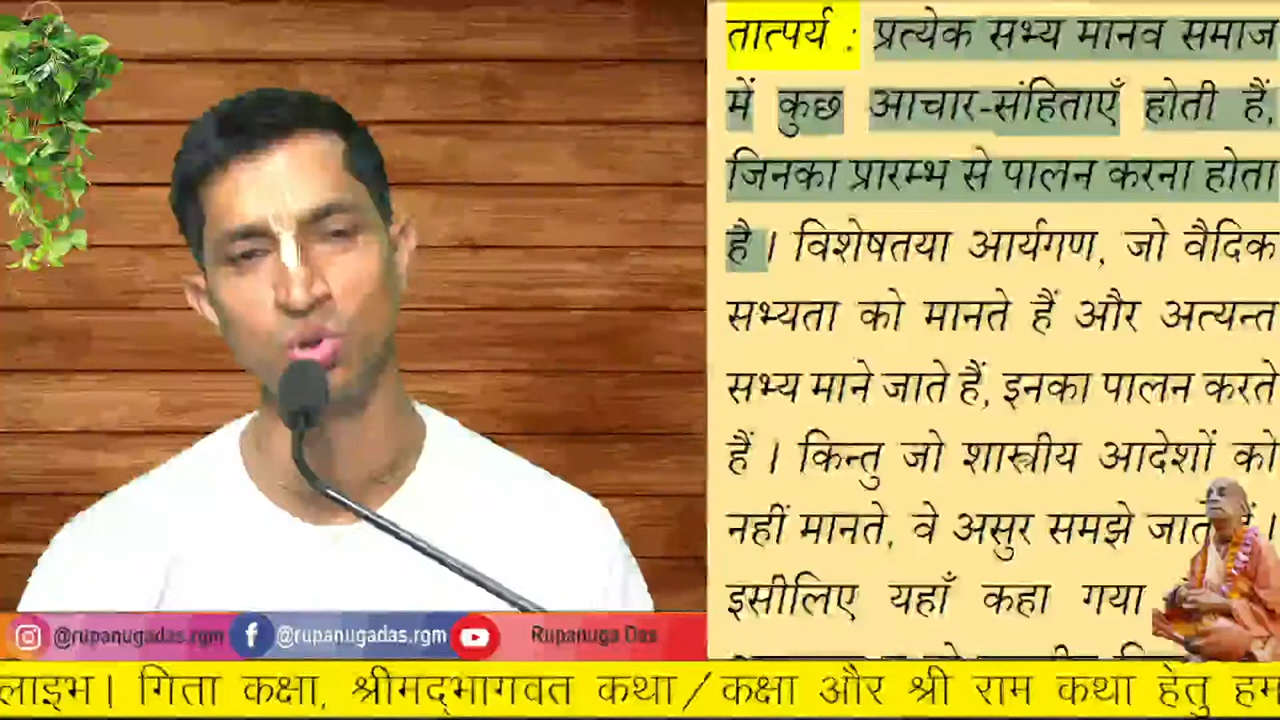 तात्पर्य : प्रत्येक सभ्य मानव समाज
में कुछ आचार-संहिताएँ होती हैं,
जिनका प्रारम्भ से पालन करना होता
है । विशेषतया आर्यगण, जो वैदिक
सभ्यता को मानते हैं और अत्यन्त
सभ्य माने जाते हैं, इनका पालन करते
हैं । किन्तु जो शास्त्रीय आदेशों को
नहीं मानते, वे असुर समझे जाते हैं ।
इसीलिए यहाँ कहा गया
@rupanugadas.rgm @rupanugadas.rgm Rupanuga Das
लाइभ। गिता कक्षा, श्रीमद्भागवत कथा/कक्षा और श्री राम कथा हेतु हम